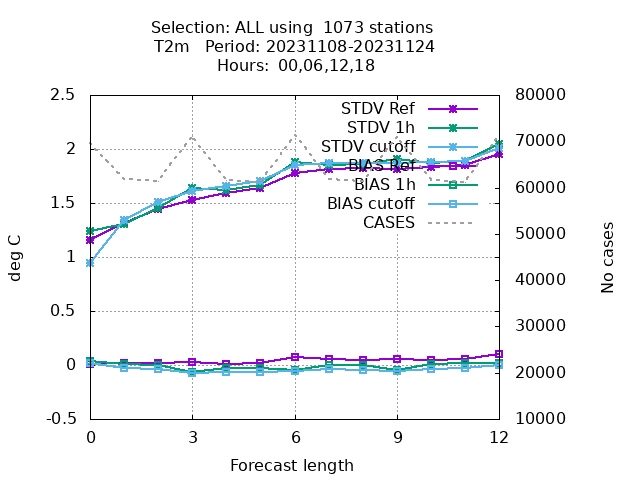 Selection: ALL using  1073 stations
T2m   Period: 20231108-20231124
Hours:  00,06,12,18
2.5
2
1.5
1
0.5
0
-0.5
80000
70000
60000
50000
40000
30000
20000
10000
0
3
6
9
12
deg C
No cases
Forecast length
STDV Ref
STDV 1h
STDV cutoff
BIAS Ref
BIAS 1h
BIAS cutoff
CASES